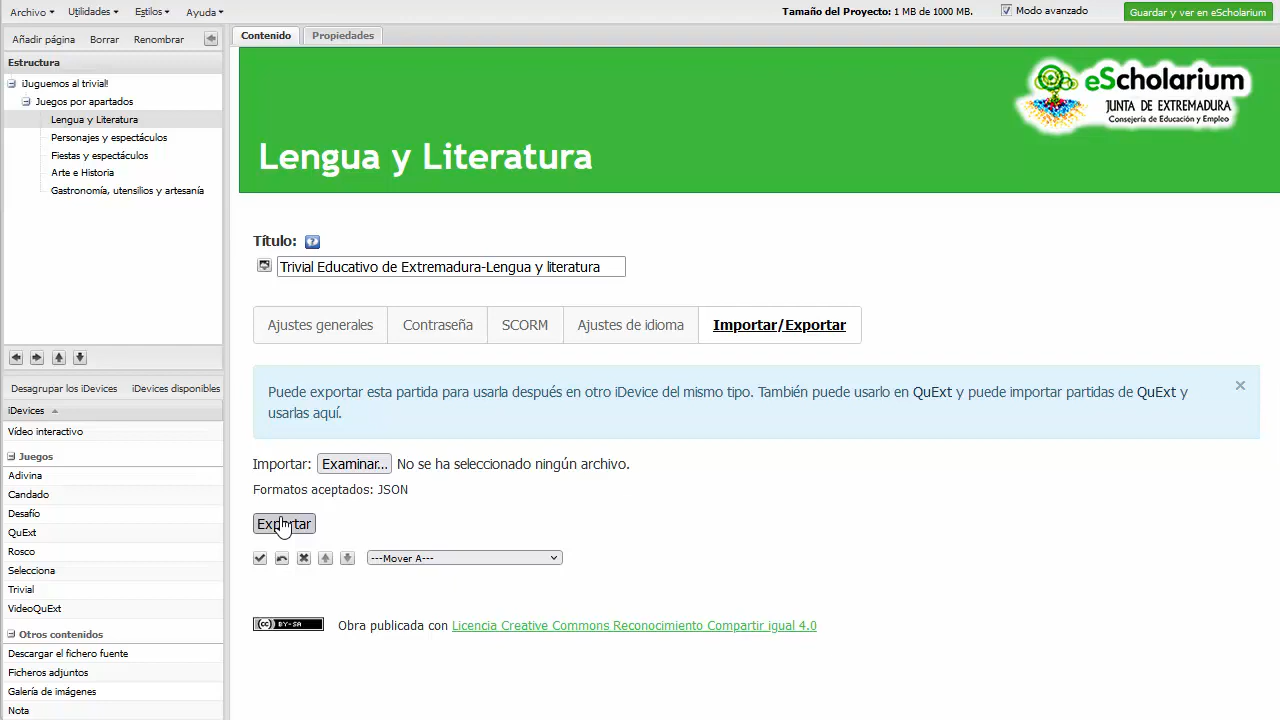 Archivo Utilidades Estilos Ayuda Tamaño del Proyecto: 1 MB de 1000 MB. Modo avanzado Guardar y ver en eScholarium
Añadir página Borrar Renombrar
Contenido Propiedades
Estructura
¡Juguemos al trivial!
Juegos por apartados
Lengua y Literatura
Personajes y espectáculos
Fiestas y espectáculos
Arte e Historia
Gastronomía, utensilios y artesanía
Desagrupar los iDevices iDevices disponibles
iDevices
Vídeo interactivo
Juegos
Adivina
Candado
Desafío
QuExt
Rosco
Selecciona
Trivial
VideoQuExt
Otros contenidos
Descargar el fichero fuente
Ficheros adjuntos
Galería de imágenes
Nota
eScholarium
JUNTA DE EXTREMADURA
Consejería de Educación y Empleo
Lengua y Literatura
Título:
Trivial Educativo de Extremadura-Lengua y literatura
Ajustes generales Contraseña SCORM Ajustes de idioma Importar/Exportar
Puede exportar esta partida para usarla después en otro iDevice del mismo tipo. También puede usarlo en QuExt y puede importar partidas de QuExt y
usarlas aquí.
Importar: Examinar... No se ha seleccionado ningún archivo.
Formatos aceptados: JSON
Exportar
---Mover A---
(cc) BY-SA Obra publicada con Licencia Creative Commons Reconocimiento Compartir igual 4.0